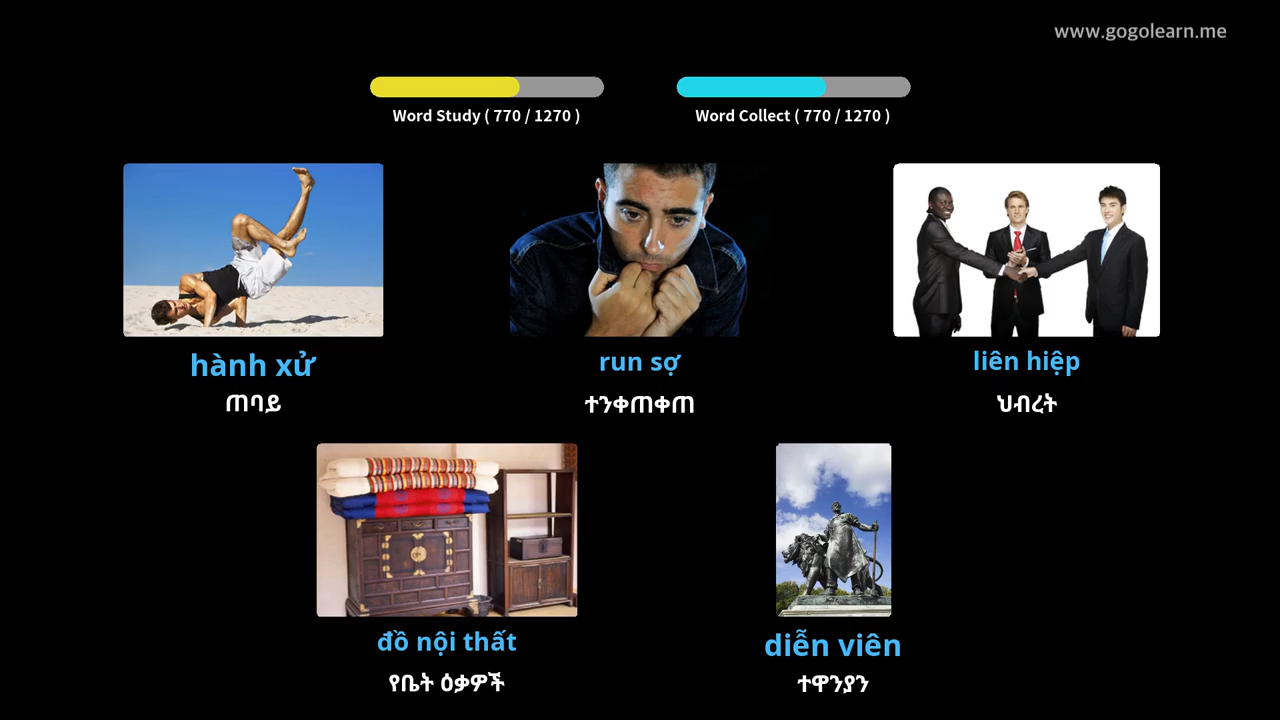 www.gogolearn.me
Word Study ( 770 / 1270 )
Word Collect ( 770 / 1270 )
hành xử
ጠባይ
run sợ
ተንቀጠቀጠ
liên hiệp
ህብረት
đồ nội thất
የቤት ዕቃዎች
diễn viên
ተዋንያን